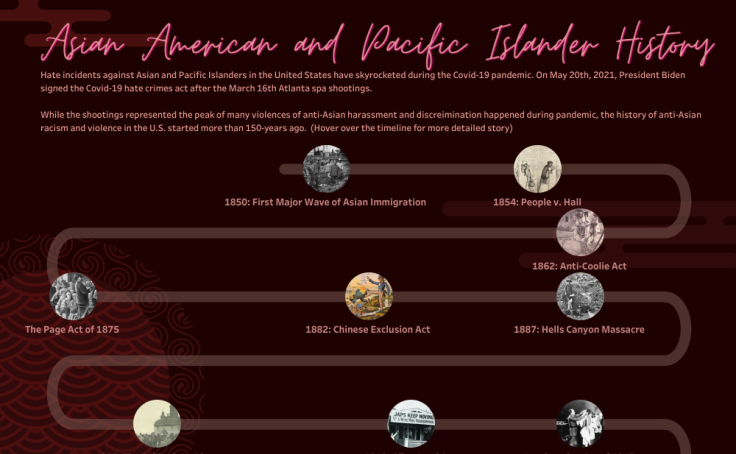 Asian American and Pacific Islander History
Hate incidents against Asian and Pacific Islanders in the United States have skyrocketed during the Covid-19 pandemic. On May 20th, 2021, President Biden
signed the Covid-19 hate crimes act after the March 16th Atlanta spa shootings.
While the shootings represented the peak of many violences of anti-Asian harassment and discreimination happened during pandemic, the history of anti-Asian
racism and violence in the U.S. started more than 150-years ago. (Hover over the timeline for more detailed story)
1850: First Major Wave of Asian Immigration
1854: People v. Hall
1862: Anti-Coolie Act
The Page Act of 1875
1882: Chinese Exclusion Act
1887: Hells Canyon Massacre
JAPS KEEP MOVING